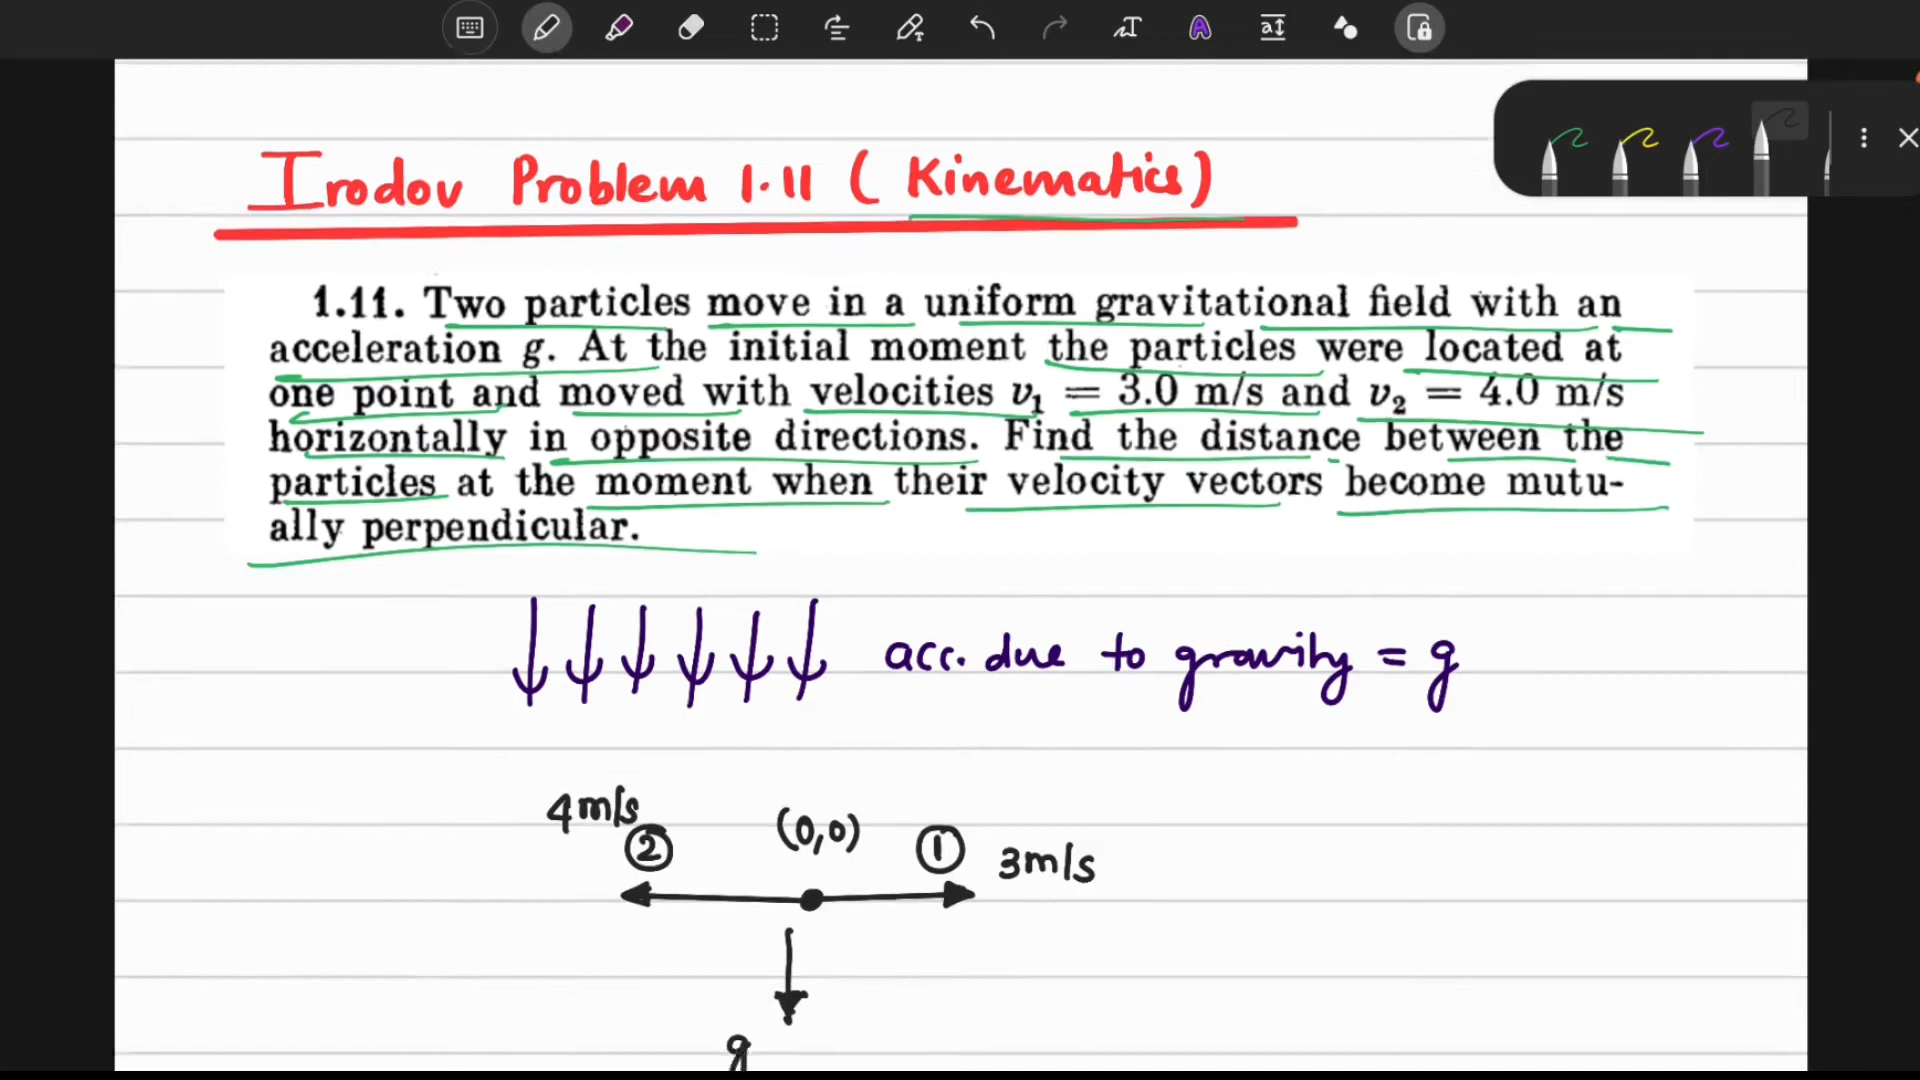 Irodov Problem 1.11 (Kinematics)
1.11. Two particles move in a uniform gravitational field with an
acceleration g. At the initial moment the particles were located at
one point and moved with velocities v₁ = 3.0 m/s and v₂ = 4.0 m/s
horizontally in opposite directions. Find the distance between the
particles at the moment when their velocity vectors become mutu-
ally perpendicular.
acc. due to gravity = g
4m/s
② (0,0) ① 3m/s
g